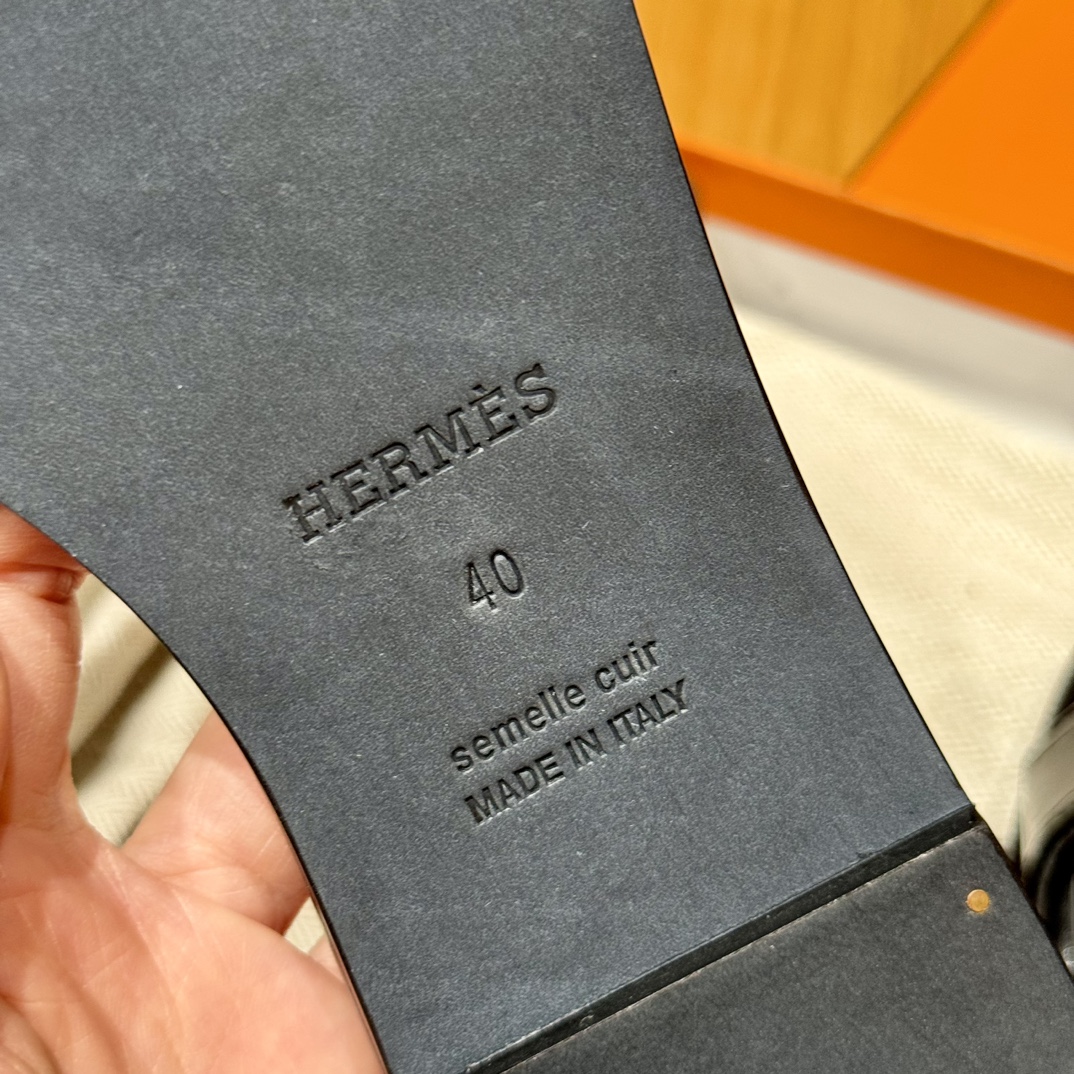 HERMÈS
40
semelle cuir
MADE IN ITALY